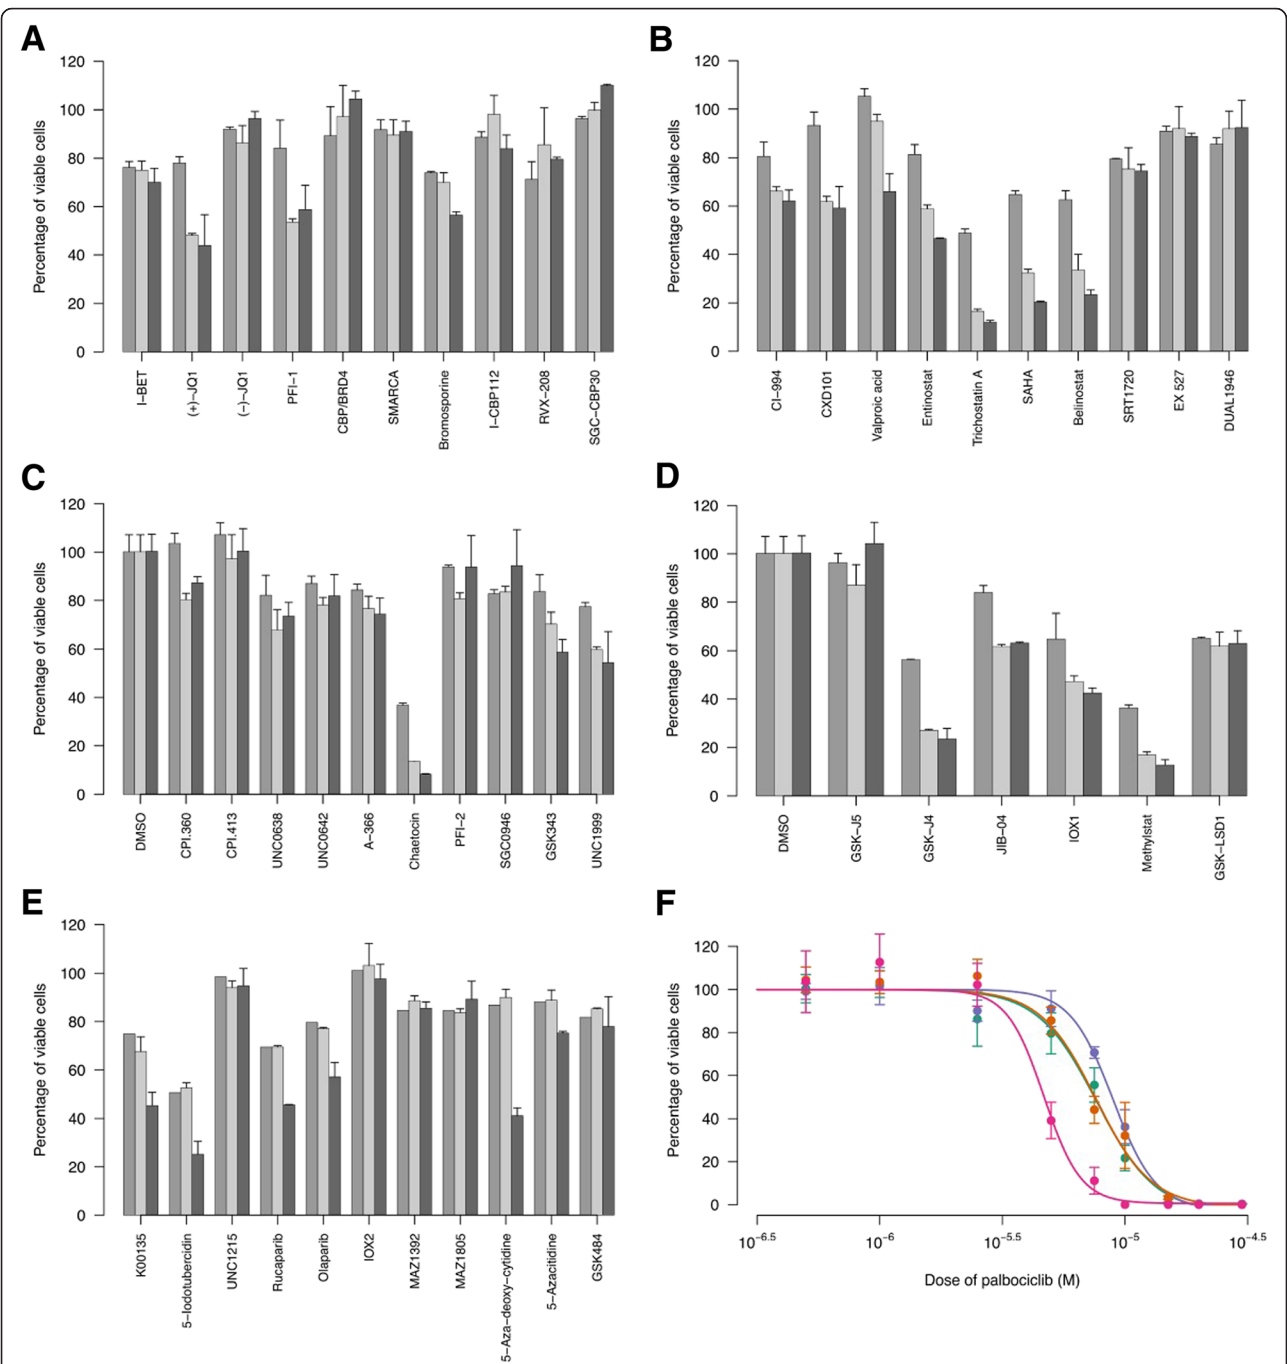 A
Percentage of viable cells
120
100
80
60
40
20
0
I−BET
(+)−JQ1
(−)−JQ1
PFI−1
CBP/BRD4
SMARCA
Bromosporine
I−CBP112
RVX−208
SGC−CBP30
B
Percentage of viable cells
120
100
80
60
40
20
0
CI−994
CXD101
Valproic acid
Entinostat
Trichostatin A
SAHA
Belinostat
SRT1720
EX 527
DUAL1946
C
Percentage of viable cells
120
100
80
60
40
20
0
DMSO
CPI.360
CPI.413
UNC0638
UNC0642
A−366
Chaetocin
PFI−2
SGC0946
GSK343
UNC1999
D
Percentage of viable cells
120
100
80
60
40
20
0
DMSO
GSK−J5
GSK−J4
JIB−04
IOX1
Methylstat
GSK−LSD1
E
Percentage of viable cells
120
100
80
60
40
20
0
K00135
5−Iodotubercidin
UNC1215
Rucaparib
Olaparib
IOX2
MAZ1392
MAZ1805
5−Aza−deoxy−cytidine
5−Azacitidine
GSK484
F
Percentage of viable cells
120
100
80
60
40
20
0
10−6.5
10−6
10−5.5
10−5
10−4.5
Dose of palbociclib (M)